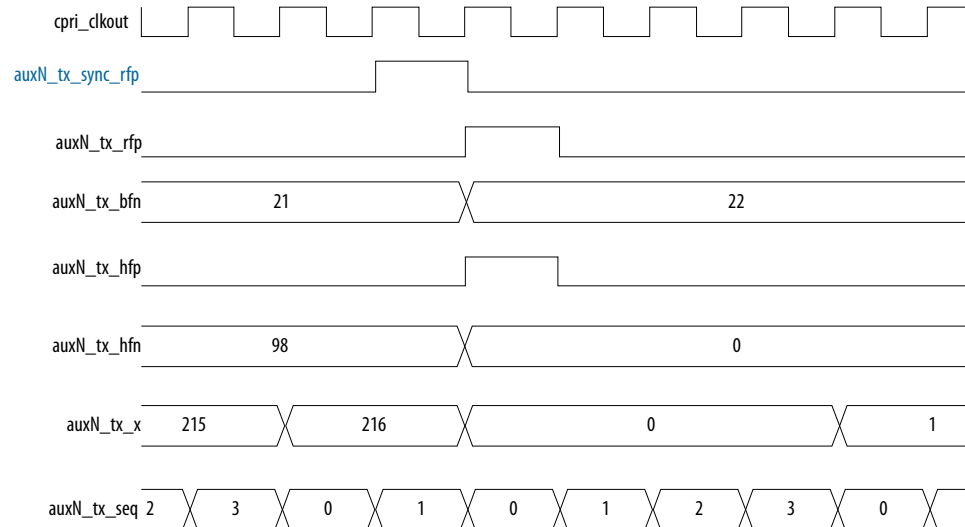 cpri_clkout
auxN_tx_sync_rfp
auxN_tx_rfp
auxN_tx_bfn 21 22
auxN_tx_hfp
auxN_tx_hfn 98 0
auxN_tx_x 215 216 0 1
auxN_tx_seq 2 3 0 1 0 1 2 3 0